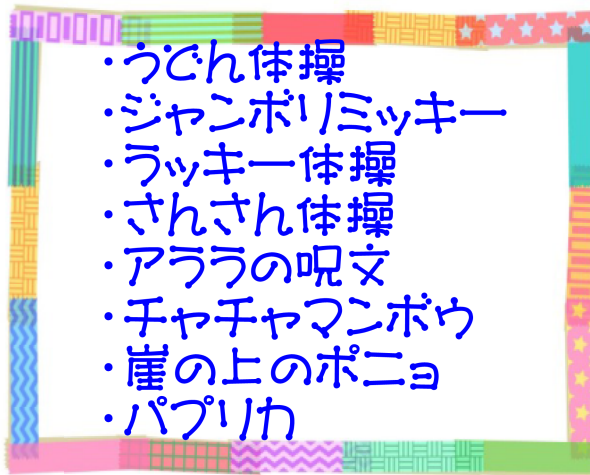 ・うどん体操
・ジャンボリミッキー
・ラッキー体操
・さんさん体操
・アララの呪文
・チャチャマンボウ
・崖の上のポニョ
・パプリカ